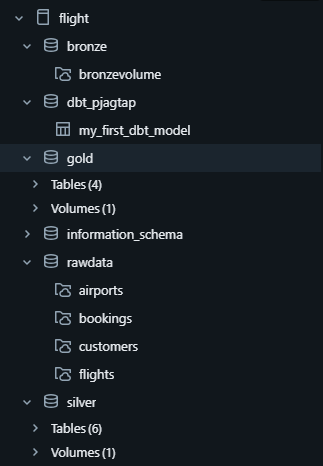 flight
bronze
bronzevolume
dbt_pjagtap
my_first_dbt_model
gold
Tables (4)
Volumes (1)
information_schema
rawdata
airports
bookings
customers
flights
silver
Tables (6)
Volumes (1)